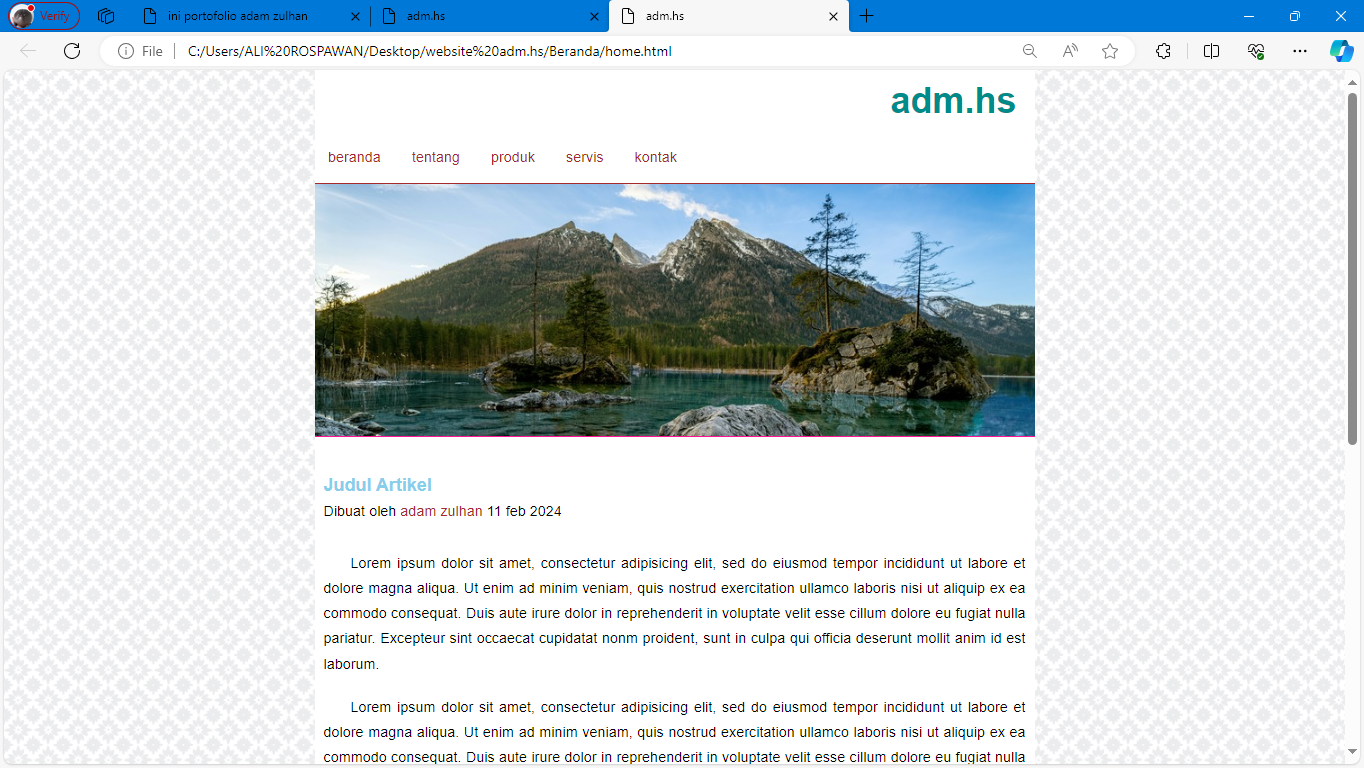 Verify
ini portofolio adam zulhan
adm.hs
adm.hs
File
C:/Users/ALI%20ROSPAWAN/Desktop/website%20adm.hs/Beranda/home.html
adm.hs
beranda tentang produk servis kontak
Judul Artikel
Dibuat oleh adam zulhan 11 feb 2024
Lorem ipsum dolor sit amet, consectetur adipisicing elit, sed do eiusmod tempor incididunt ut labore et
dolore magna aliqua. Ut enim ad minim veniam, quis nostrud exercitation ullamco laboris nisi ut aliquip ex ea
commodo consequat. Duis aute irure dolor in reprehenderit in voluptate velit esse cillum dolore eu fugiat nulla
pariatur. Excepteur sint occaecat cupidatat nonm proident, sunt in culpa qui officia deserunt mollit anim id est
laborum.
Lorem ipsum dolor sit amet, consectetur adipisicing elit, sed do eiusmod tempor incididunt ut labore et
dolore magna aliqua. Ut enim ad minim veniam, quis nostrud exercitation ullamco laboris nisi ut aliquip ex ea
commodo consequat. Duis aute irure dolor in reprehenderit in voluptate velit esse cillum dolore eu fugiat nulla